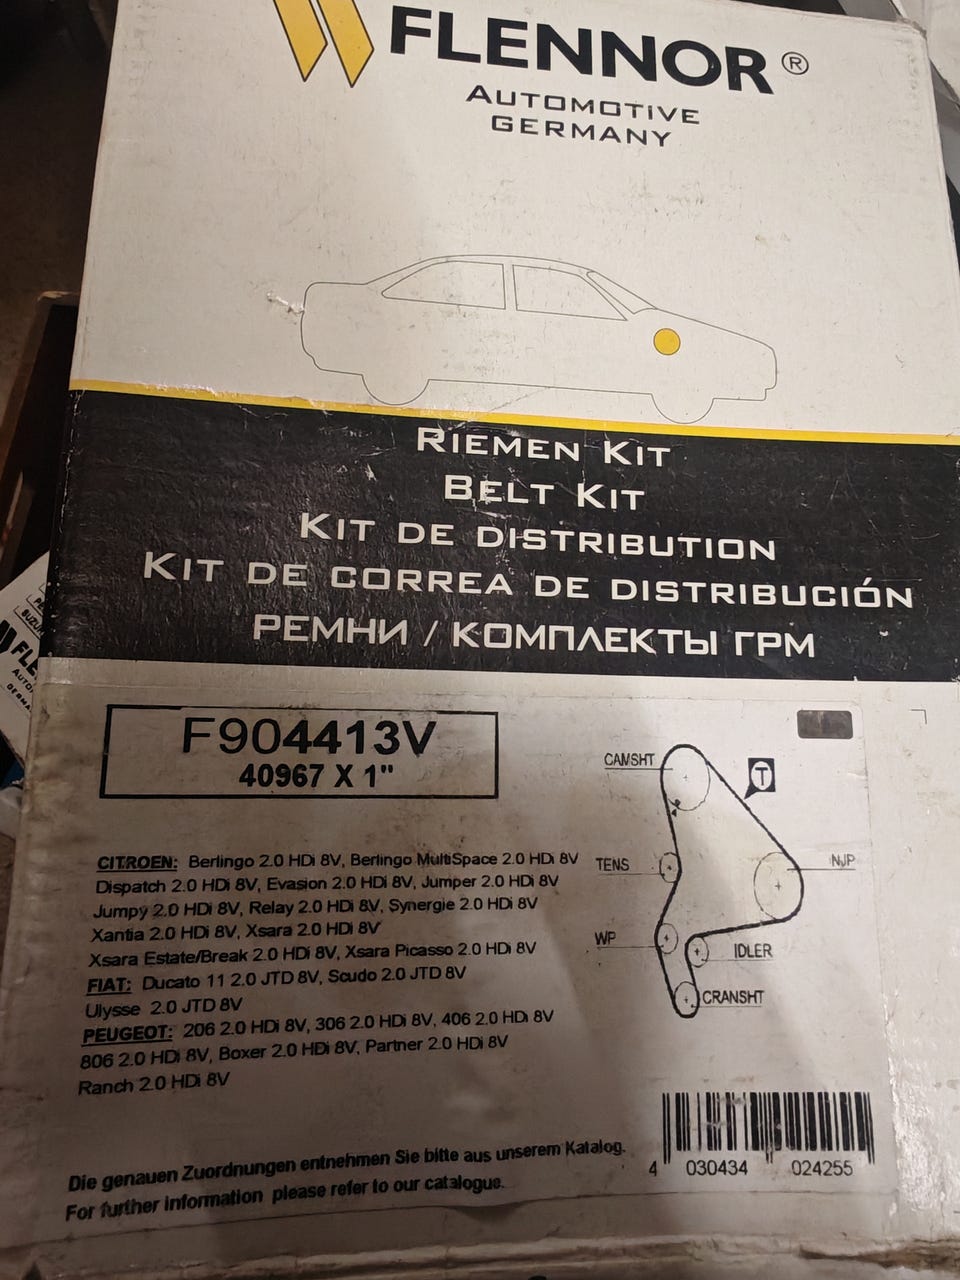 FLENNOR ®
AUTOMOTIVE
GERMANY
RIEMEN KIT
BELT KIT
KIT DE DISTRIBUTION
KIT DE CORREA DE DISTRIBUCIÓN
РЕМНИ / КОМПЛЕКТЫ ГРМ
F904413V
40967 X 1"
CITROEN: Berlingo 2.0 HDi 8V, Berlingo MultiSpace 2.0 HDi 8V
Dispatch 2.0 HDi 8V, Evasion 2.0 HDi 8V, Jumper 2.0 HDi 8V
Jumpy 2.0 HDi 8V, Relay 2.0 HDi 8V, Synergie 2.0 HDi 8V
Xantia 2.0 HDi 8V, Xsara 2.0 HDi 8V
Xsara Estate/Break 2.0 HDi 8V, Xsara Picasso 2.0 HDi 8V
FIAT: Ducato 11 2.0 JTD 8V, Scudo 2.0 JTD 8V
Ulysse 2.0 JTD 8V
PEUGEOT: 206 2.0 HDi 8V, 306 2.0 HDi 8V, 406 2.0 HDi 8V
806 2.0 HDi 8V, Boxer 2.0 HDi 8V, Partner 2.0 HDi 8V
Ranch 2.0 HDi 8V
CAMSHT
T
TENS
INJP
WP
IDLER
CRANSHT
Die genauen Zuordnungen entnehmen Sie bitte aus unserem Katalog.
For further information please refer to our catalogue.
4 030434 024255